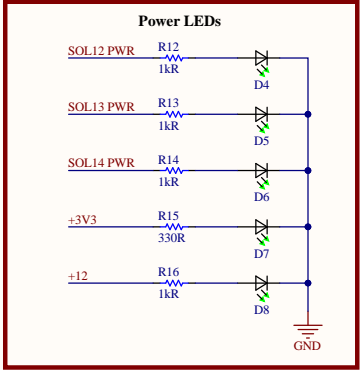 Power LEDs
SOL12 PWR R12
1kR D4
SOL13 PWR R13
1kR D5
SOL14 PWR R14
1kR D6
+3V3 R15
330R D7
+12 R16
1kR D8
GND